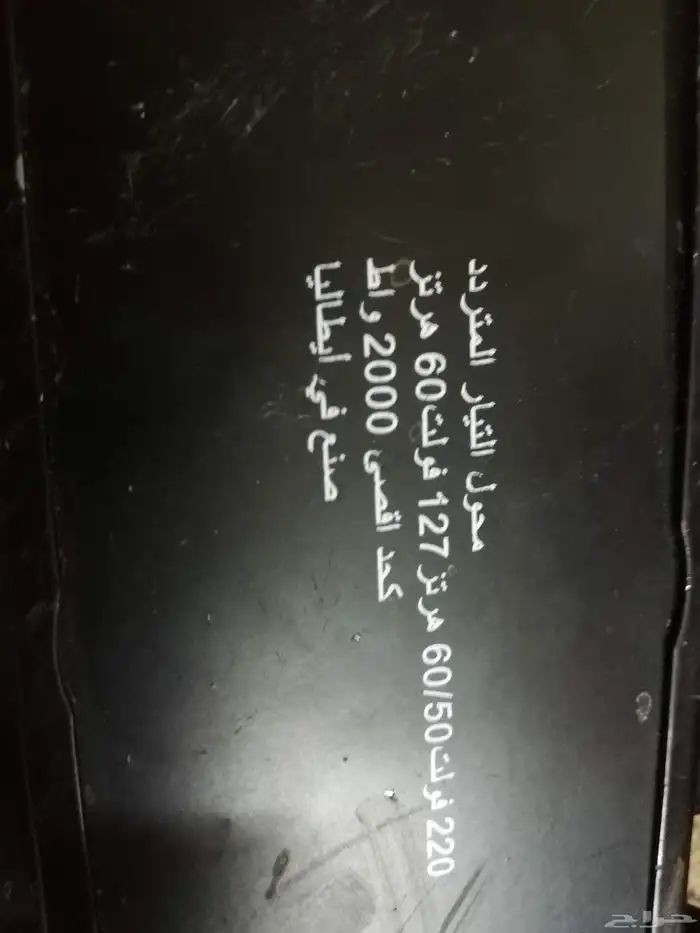 محول التيار المتردد
220 فولت 60/50 هرتز 127 فولت 60 هرتز
كحد اقصى 2000 واط
صنع في ايطاليا
حراج